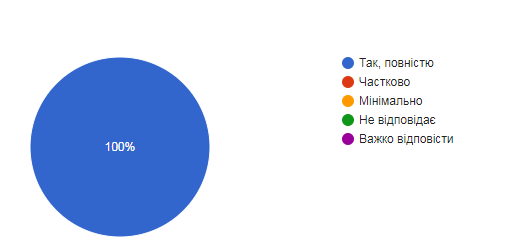 100%
Так, повністю
Частково
Мінімально
Не відповідає
Важко відповісти